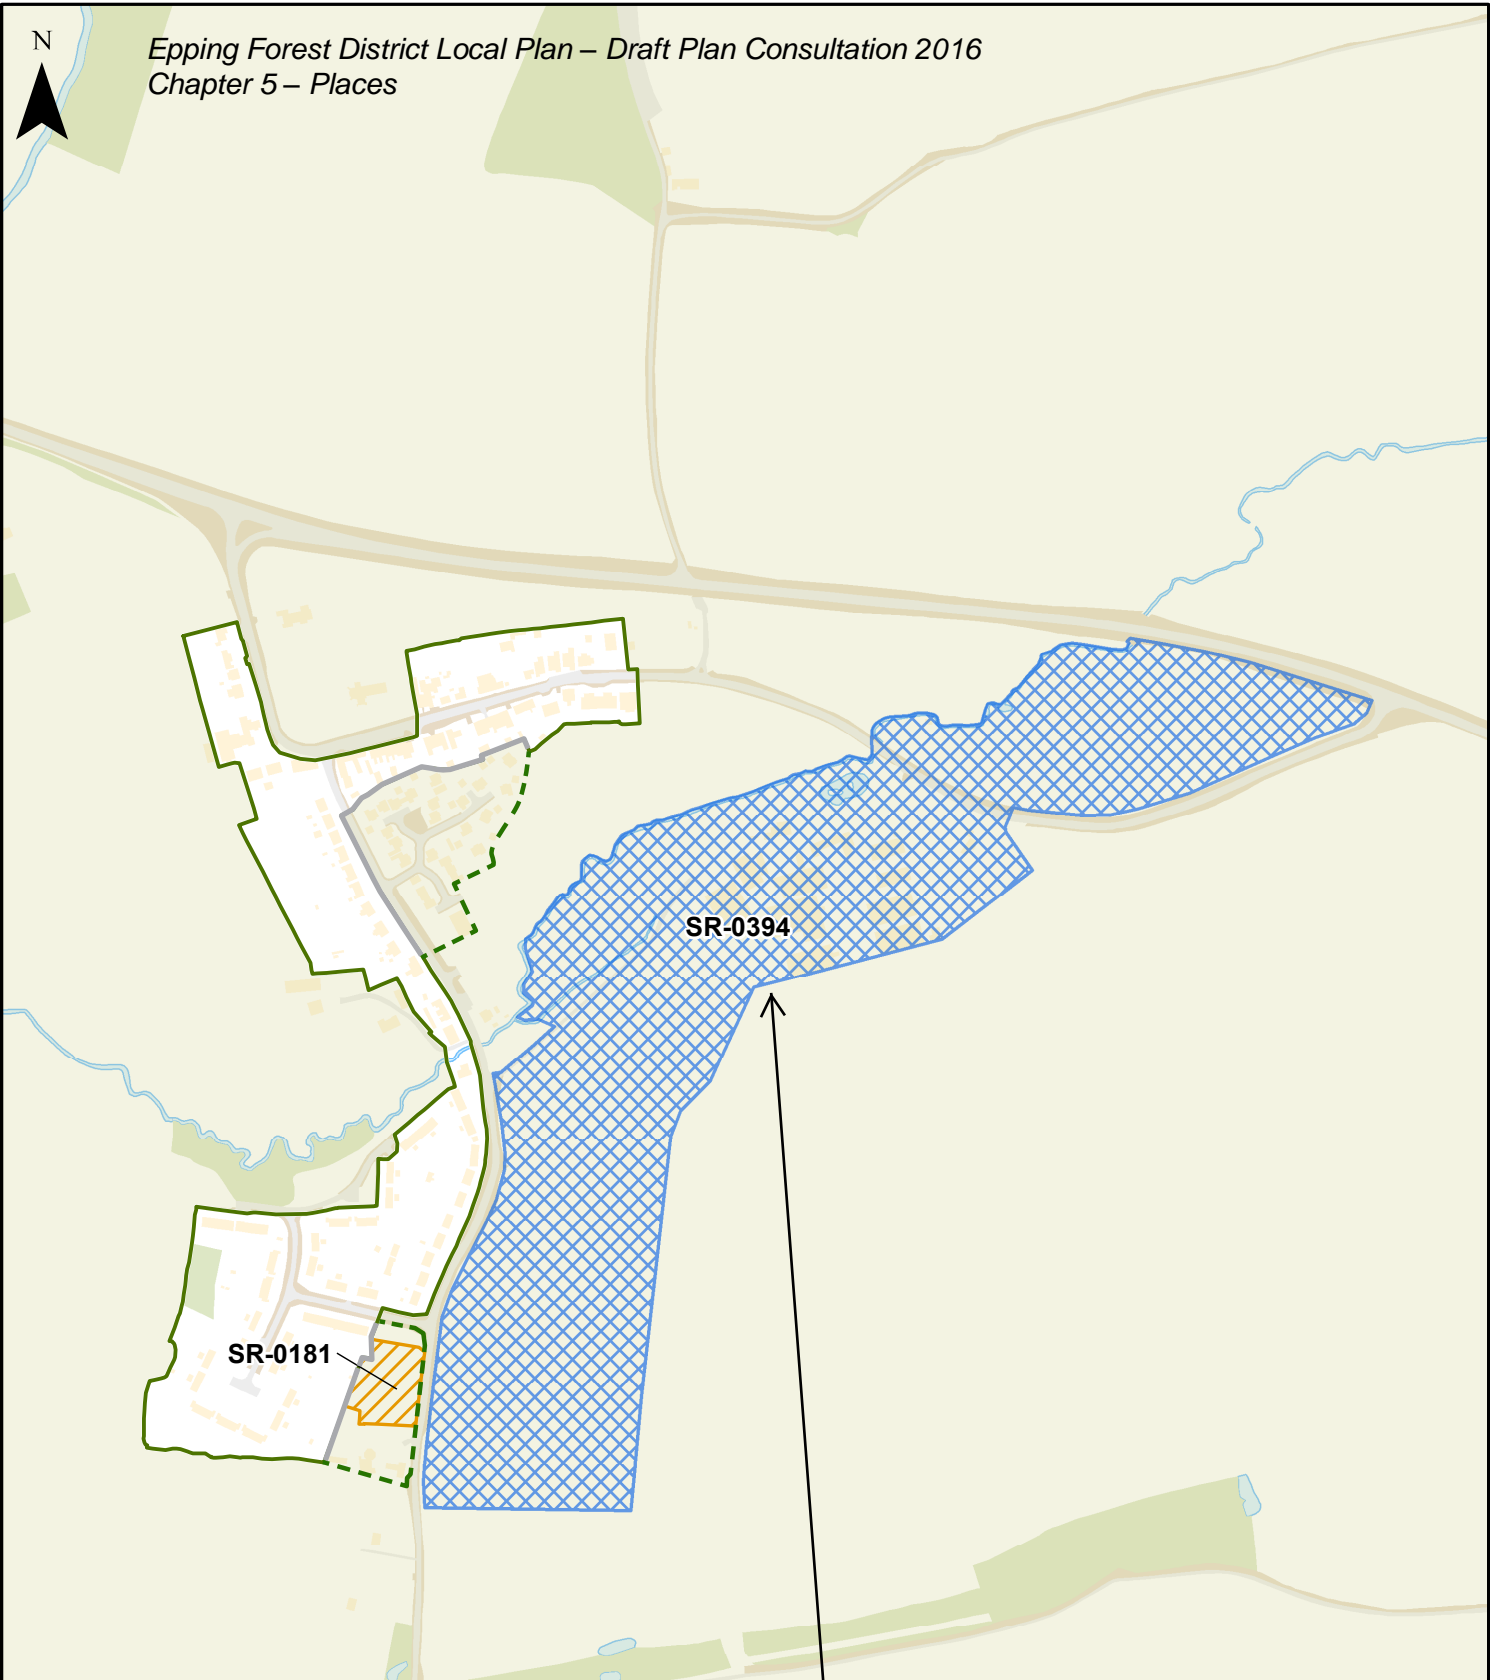 N
Epping Forest District Local Plan – Draft Plan Consultation 2016
Chapter 5 – Places
SR-0394
SR-0181